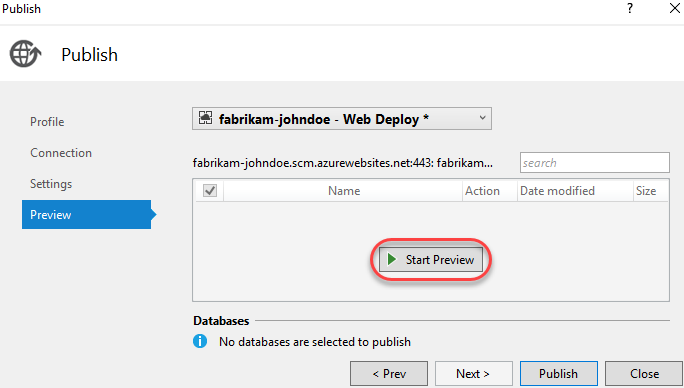 Publish
? ×
Publish
Profile
Connection
Settings
Preview
fabrikam-johndoe - Web Deploy *
fabrikam-johndoe.scm.azurewebsites.net:443: fabrikam...
search
Name Action Date modified Size
Start Preview
Databases
No databases are selected to publish
< Prev Next > Publish Close